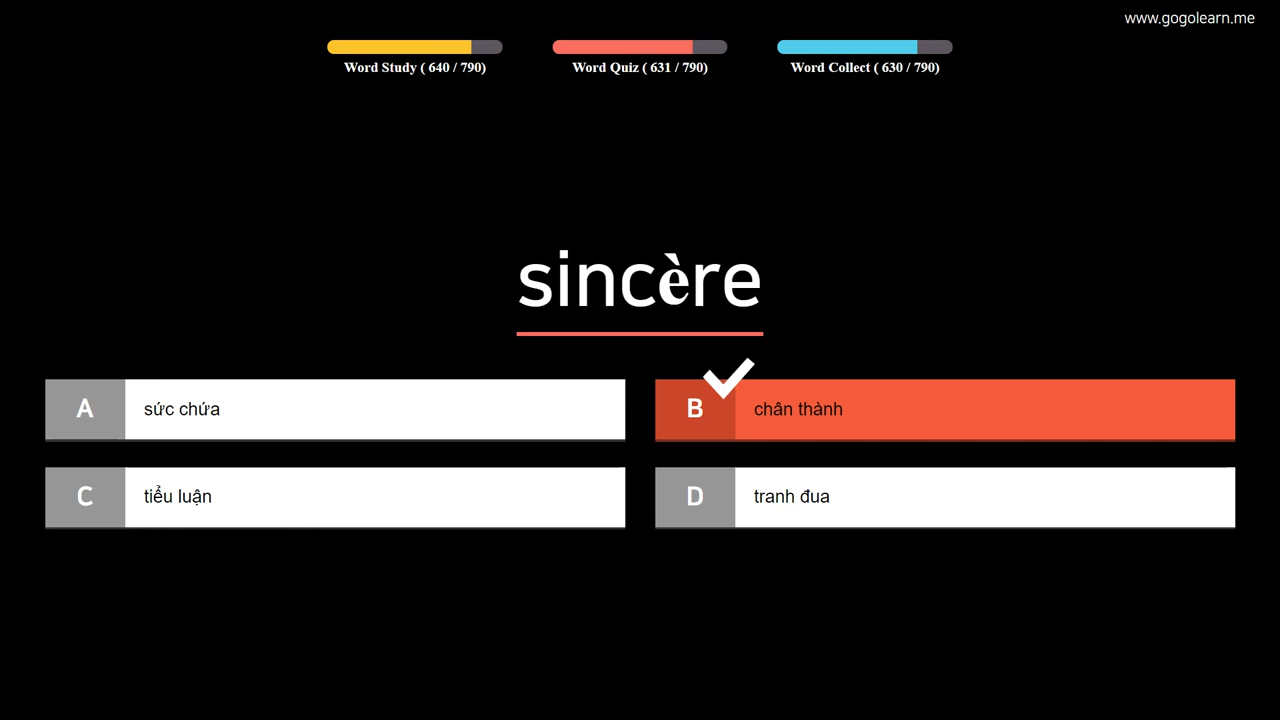 www.gogolearn.me
Word Study ( 640 / 790)
Word Quiz ( 631 / 790)
Word Collect ( 630 / 790)
sincère
A sức chứa
B chân thành
C tiểu luận
D tranh đua